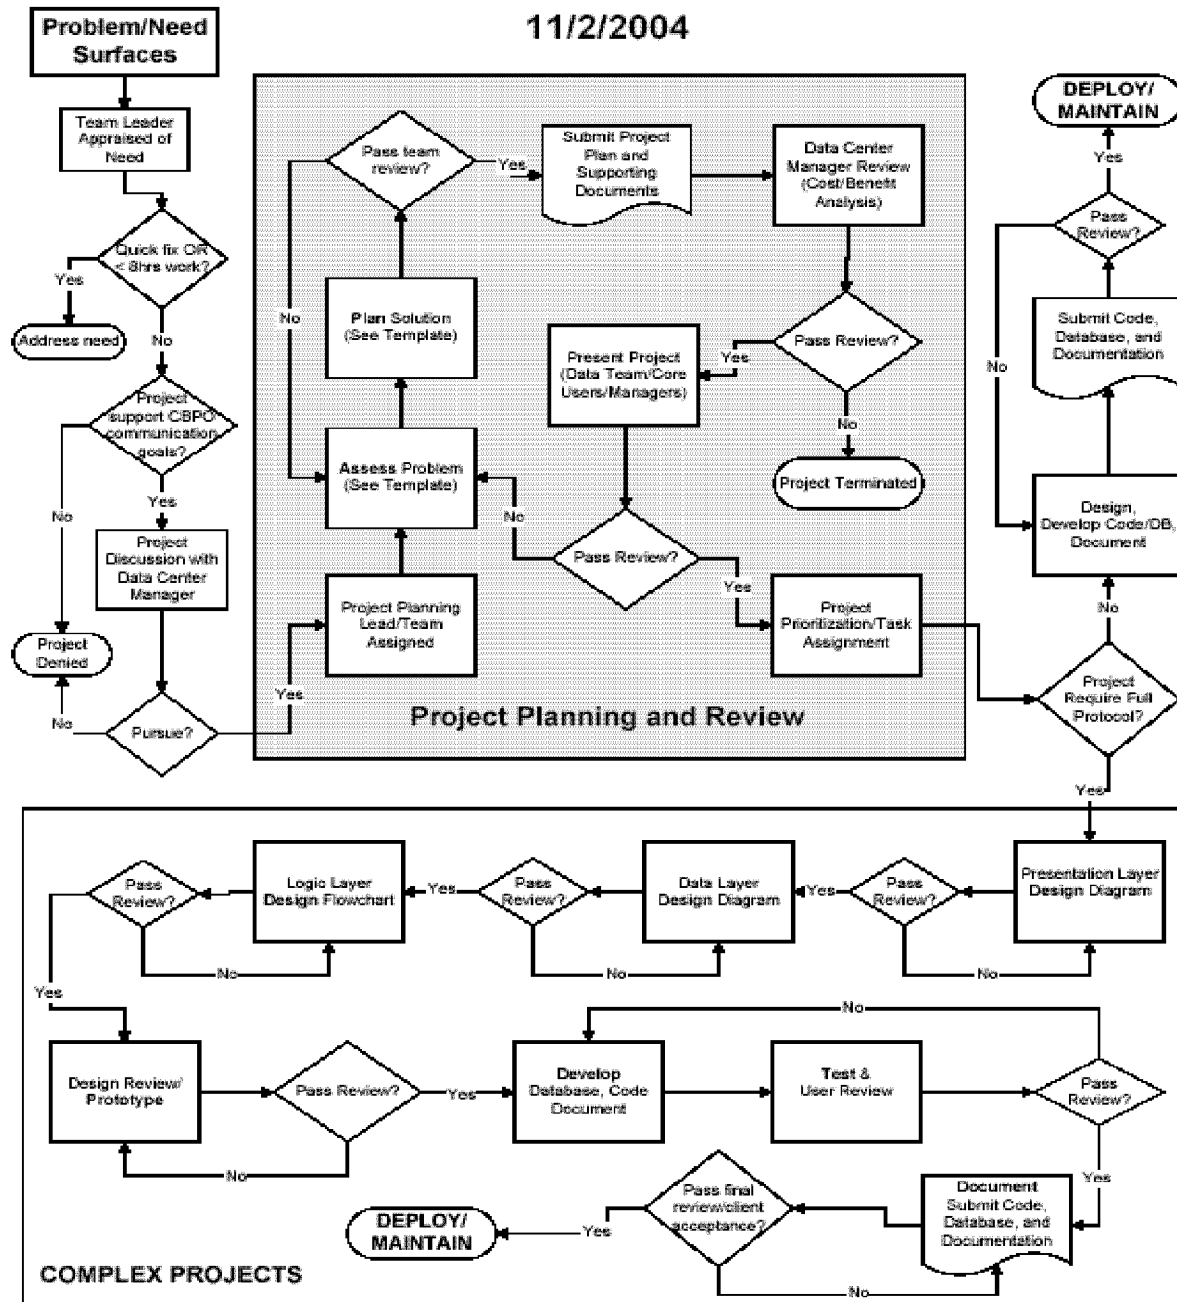 Problem/Need
Surfaces
11/2/2004
Team Leader
Appraised of
Need
Quick fix OR
< 8hrs work?
Yes
Address need
No
Project
support CBPO
communication
goals?
No
Yes
Project
Discussion with
Data Center
Manager
Project
Denied
No
Pursue?
Yes
Pass team
review?
Yes
Submit Project
Plan and
Supporting
Documents
Data Center
Manager Review
(Cost/Benefit
Analysis)
No
Plan Solution
(See Template)
Present Project
(Data Team/Core
Users/Managers)
Yes
Pass Review?
No
Project Terminated
Assess Problem
(See Template)
No
Pass Review?
Yes
Project Planning
Lead/Team
Assigned
Project
Prioritization/Task
Assignment
Project Planning and Review
DEPLOY/
MAINTAIN
Yes
Pass
Review?
No
Submit Code,
Database, and
Documentation
Design,
Develop Code/DB,
Document
No
Project
Require Full
Protocol?
Yes
Pass
Review?
Logic Layer
Design Flowchart
Yes
Pass
Review?
Data Layer
Design Diagram
Yes
Pass
Review?
Presentation Layer
Design Diagram
No
No
No
Yes
No
Design Review/
Prototype
Pass Review?
Yes
Develop
Database, Code
Document
Test &
User Review
Pass
Review?
No
Yes
DEPLOY/
MAINTAIN
Yes
Pass final
review/client
acceptance?
Document
Submit Code,
Database, and
Documentation
No
COMPLEX PROJECTS